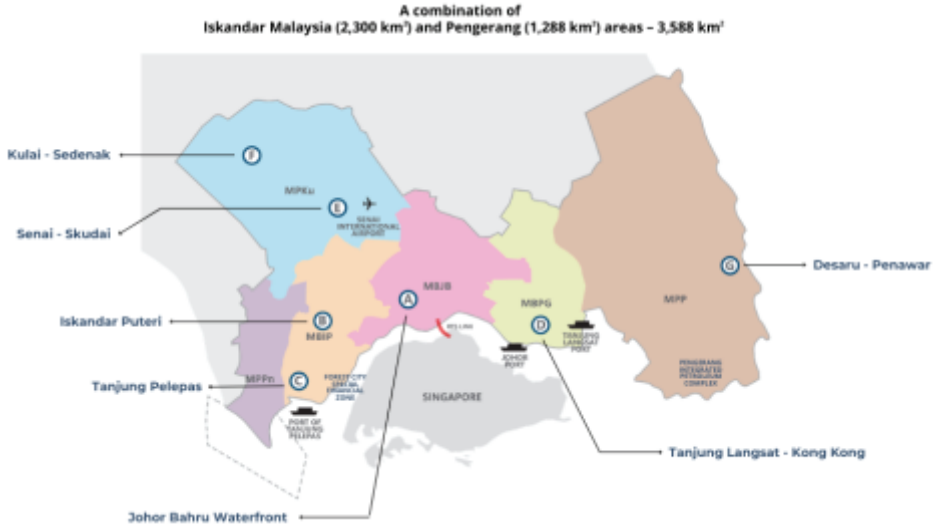 A combination of
Iskandar Malaysia (2,300 km²) and Pengerang (1,288 km²) areas – 3,588 km²
Kulai - Sedenak
F
MPKu
E
SENAI
INTERNATIONAL
AIRPORT
Senai - Skudai
G
Desaru - Penawar
MBJB
A
MPP
MBPG
D
Iskandar Puteri
B
MBIP
RTS LINK
TANJUNG
LANGSAT
PORT
JOHOR
PORT
PENGERANG
INTEGRATED
PETROLEUM
COMPLEX
Tanjung Pelepas
MPPn
C
FOREST CITY
SPECIAL
FINANCIAL
ZONE
SINGAPORE
PORT OF
TANJUNG
PELEPAS
Tanjung Langsat - Kong Kong
Johor Bahru Waterfront